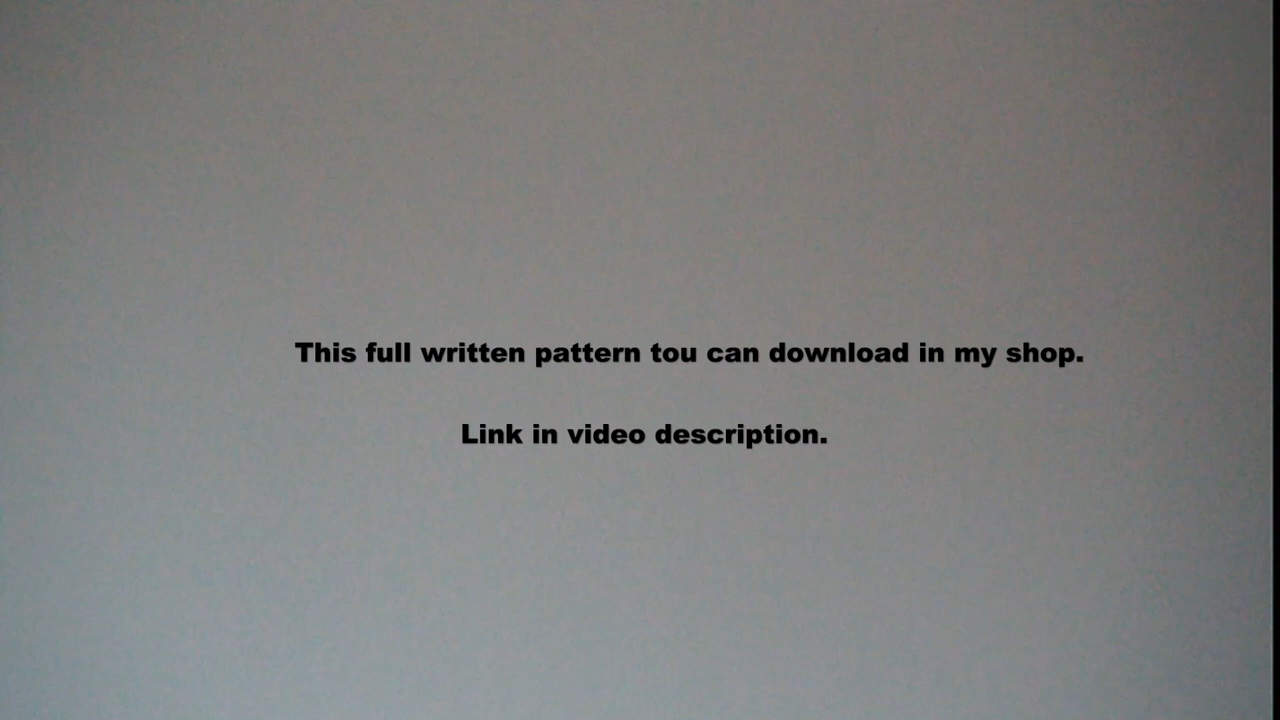 This full written pattern tou can download in my shop.
Link in video description.